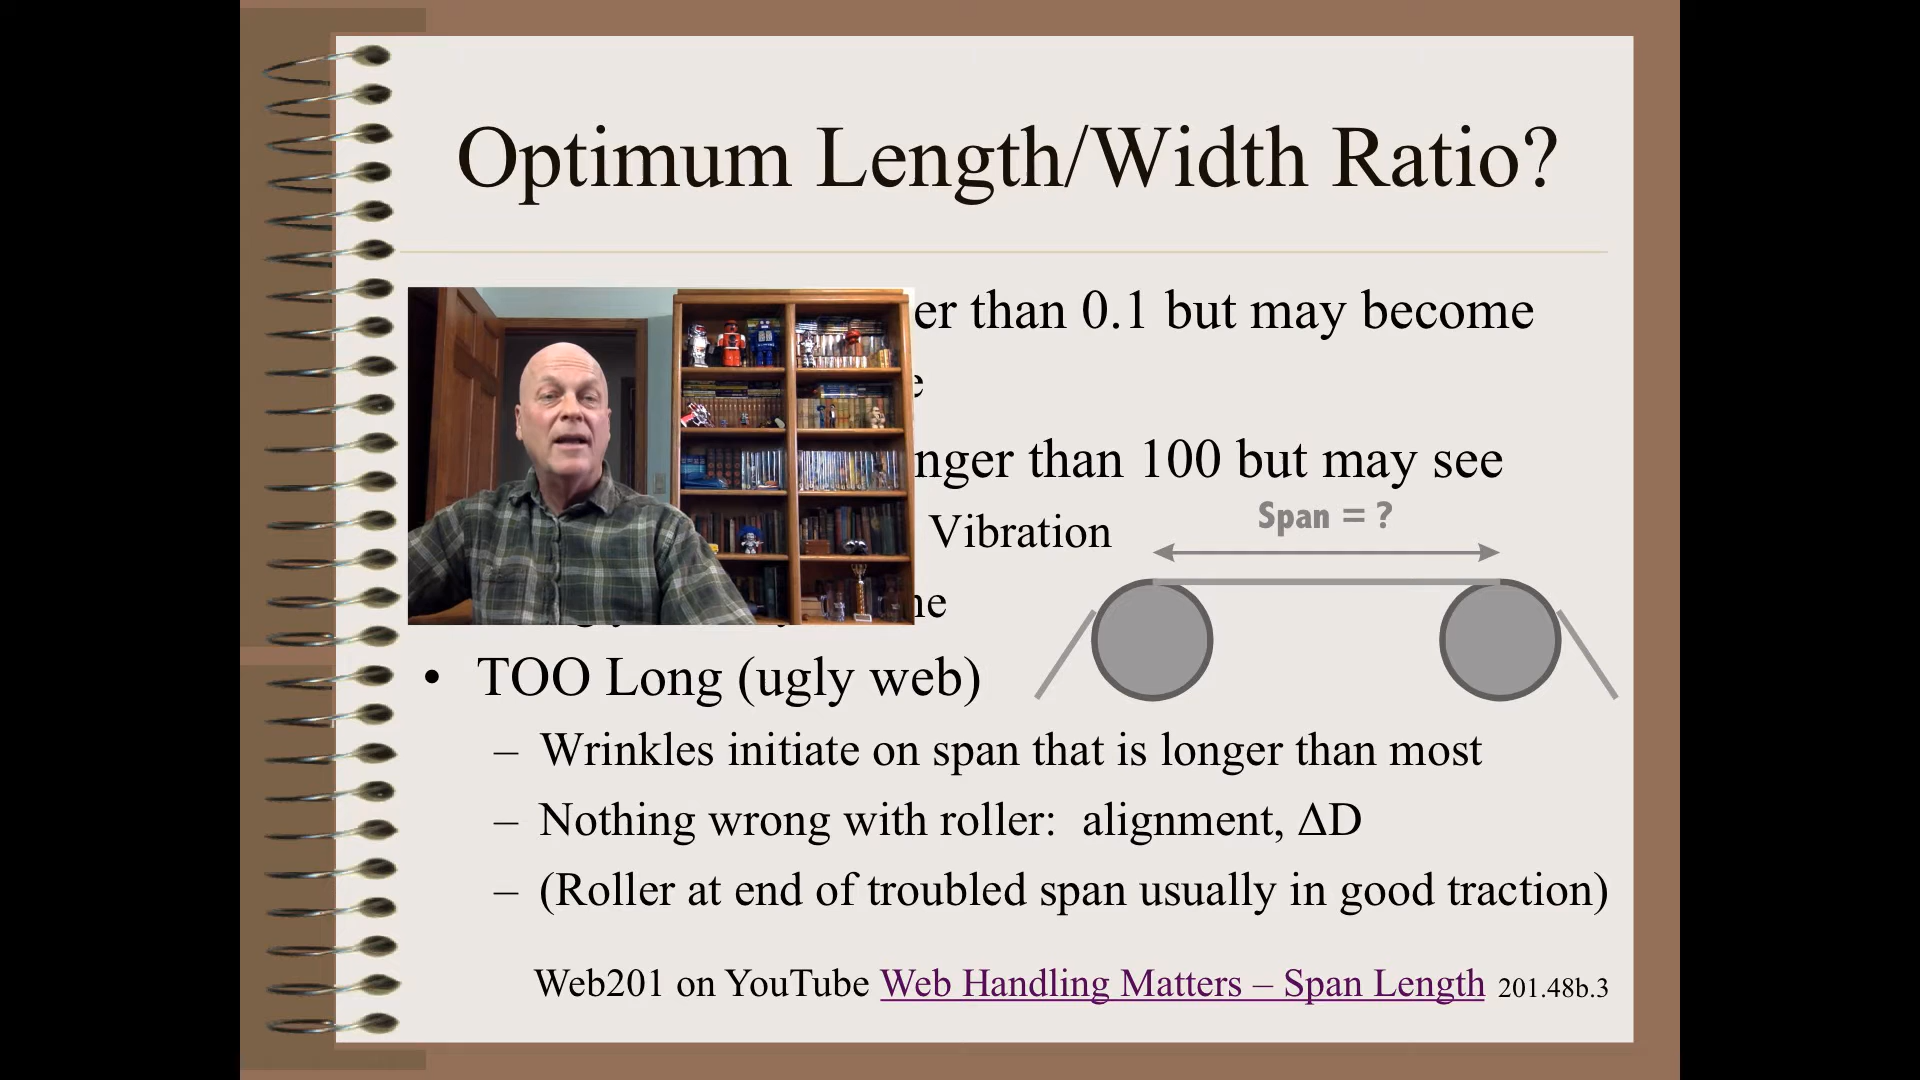 Optimum Length/Width Ratio?
than 0.1 but may become
than 100 but may see
Span = ?
Vibration
• TOO Long (ugly web)
– Wrinkles initiate on span that is longer than most
– Nothing wrong with roller: alignment, ΔD
– (Roller at end of troubled span usually in good traction)
Web201 on YouTube Web Handling Matters – Span Length 201.48b.3